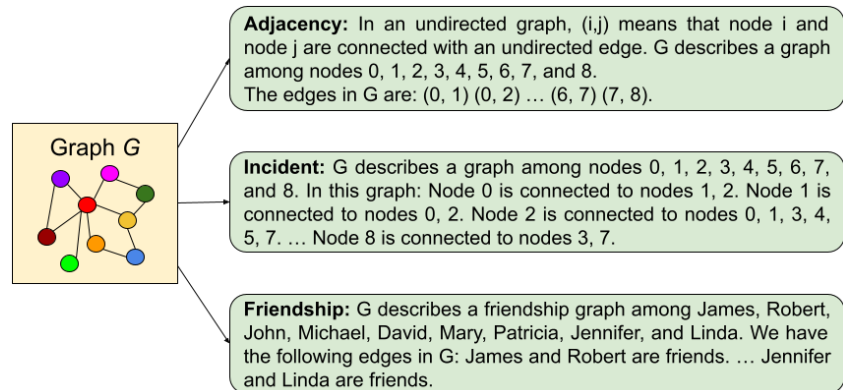 Graph G
Adjacency: In an undirected graph, (i,j) means that node i and
node j are connected with an undirected edge. G describes a graph
among nodes 0, 1, 2, 3, 4, 5, 6, 7, and 8.
The edges in G are: (0, 1) (0, 2) … (6, 7) (7, 8).
Incident: G describes a graph among nodes 0, 1, 2, 3, 4, 5, 6, 7,
and 8. In this graph: Node 0 is connected to nodes 1, 2. Node 1 is
connected to nodes 0, 2. Node 2 is connected to nodes 0, 1, 3, 4,
5, 7. … Node 8 is connected to nodes 3, 7.
Friendship: G describes a friendship graph among James, Robert,
John, Michael, David, Mary, Patricia, Jennifer, and Linda. We have
the following edges in G: James and Robert are friends. … Jennifer
and Linda are friends.